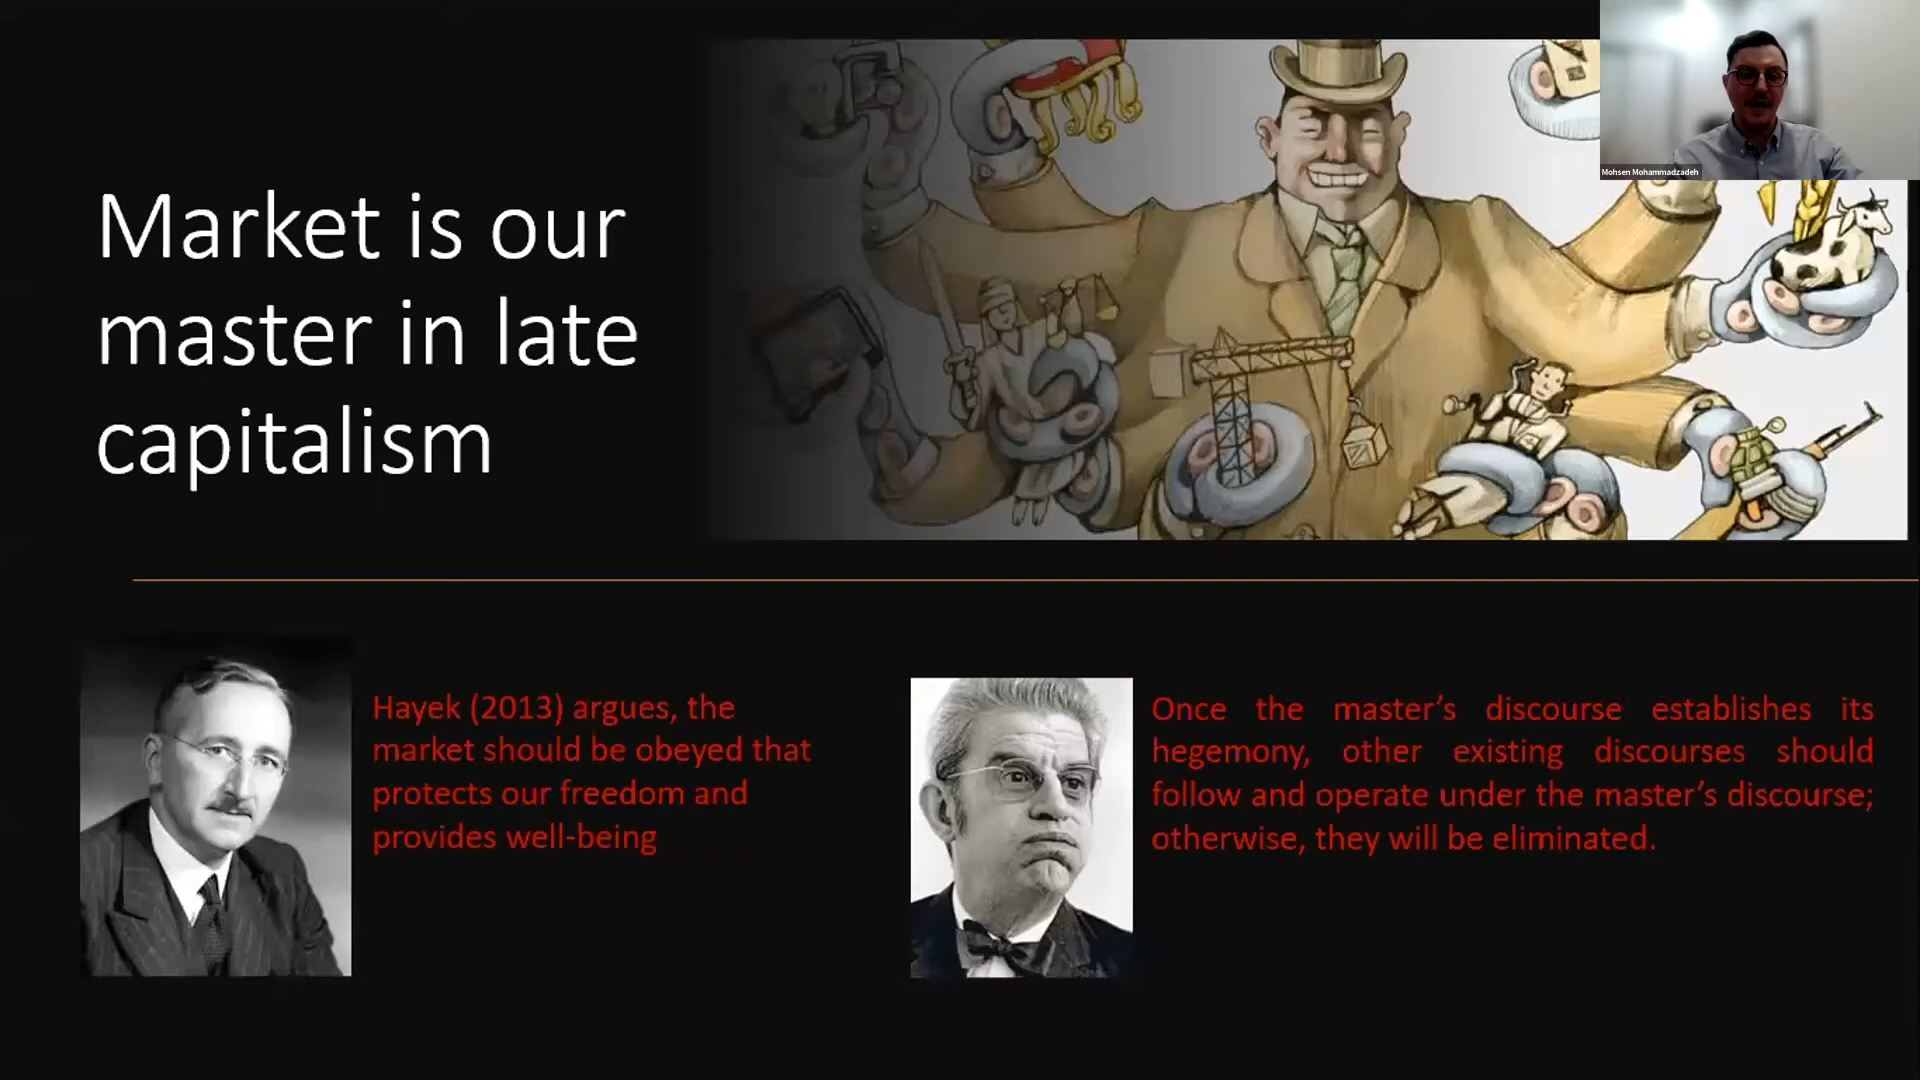 Market is our
master in late
capitalism
Mohsen Mohammadzadeh
Hayek (2013) argues, the
market should be obeyed that
protects our freedom and
provides well-being
Once the master’s discourse establishes its
hegemony, other existing discourses should
follow and operate under the master’s discourse;
otherwise, they will be eliminated.